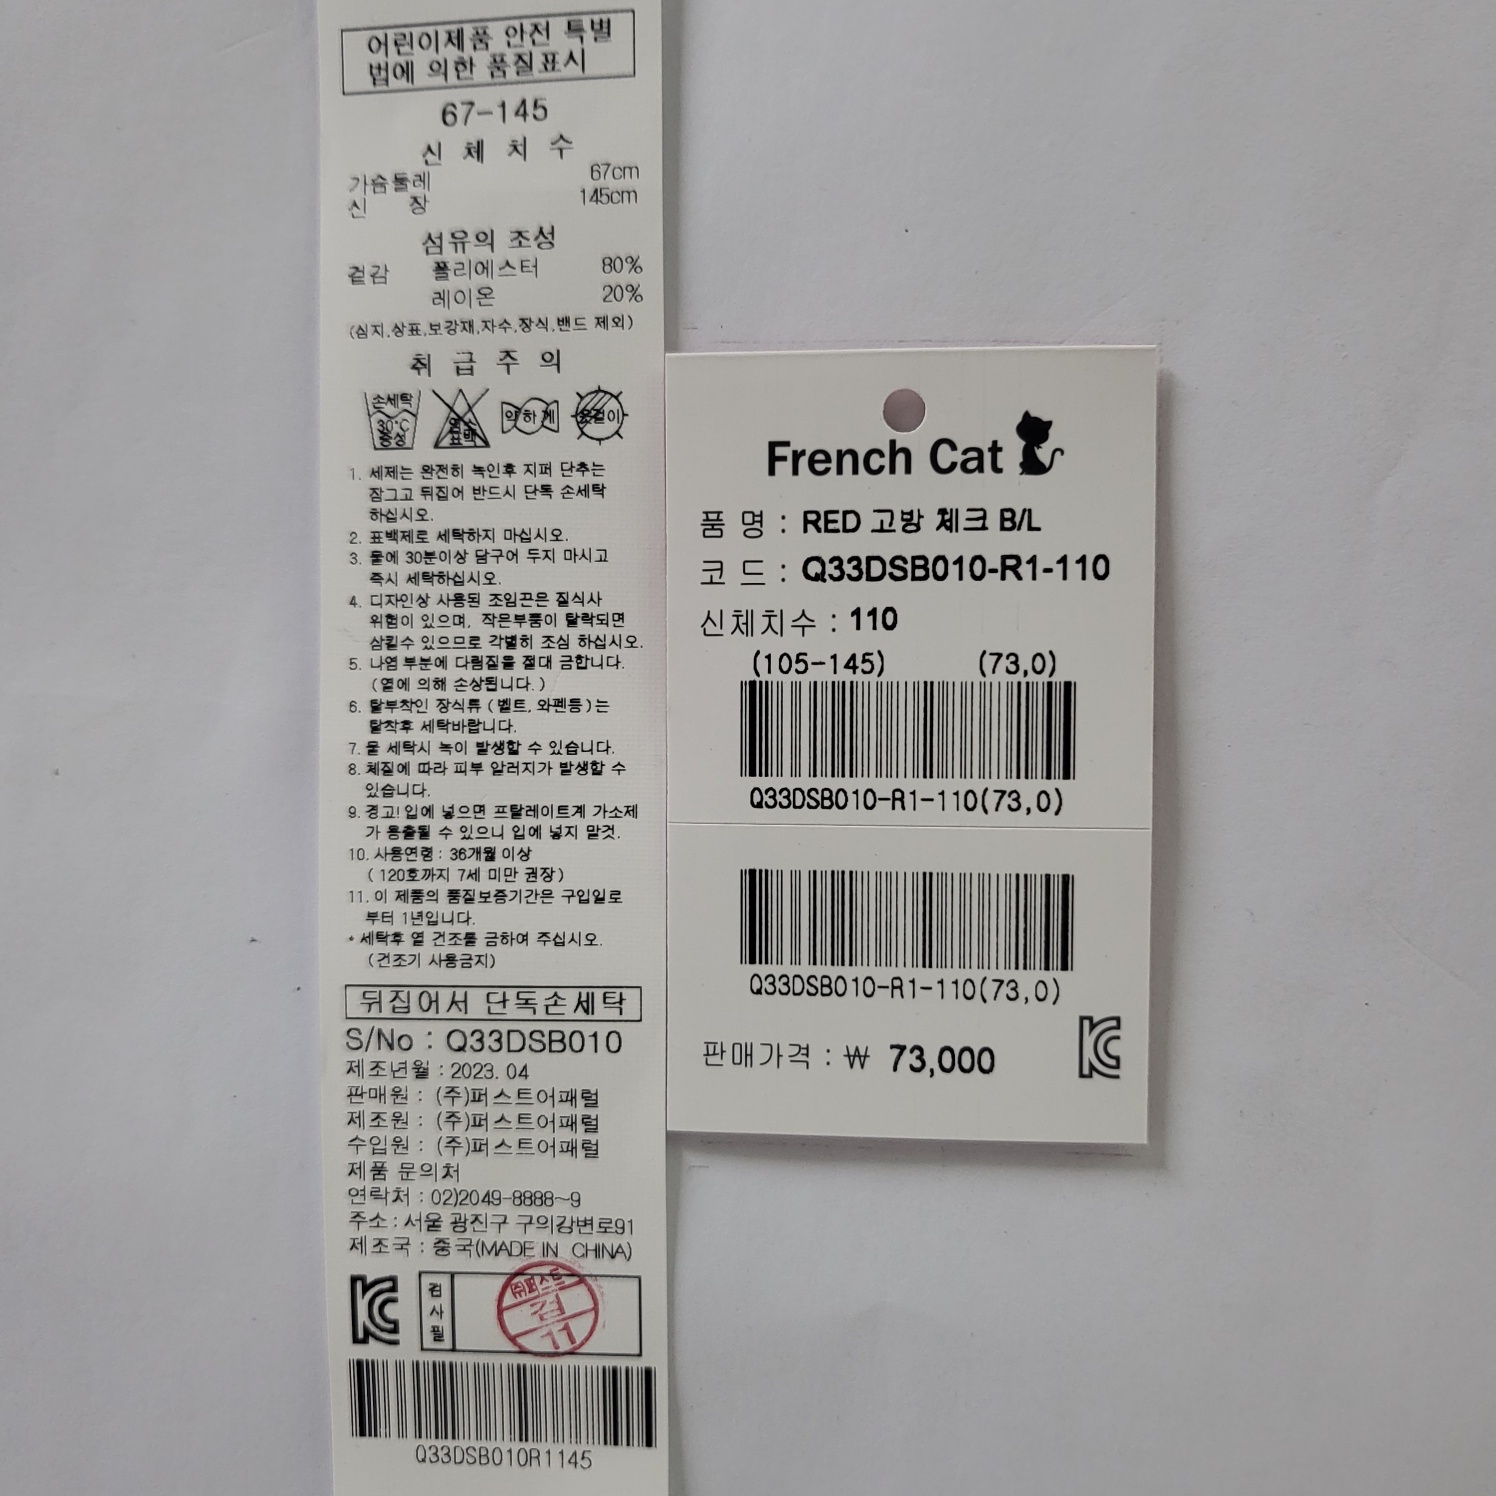 어린이제품 안전 특별
법에 의한 품질표시
67-145
신 체 치 수
가슴둘레 67cm
신 장 145cm
섬유의 조성
겉감 폴리에스터 80%
레이온 20%
(심지,상표,보강재,자수,장식,밴드 제외)
취 급 주 의
손세탁
30℃
중성
염소
표백
약하게
옷걸이
1. 세제는 완전히 녹인후 지퍼 단추는
잠그고 뒤집어 반드시 단독 손세탁
하십시오.
2. 표백제로 세탁하지 마십시오.
3. 물에 30분이상 담구어 두지 마시고
즉시 세탁하십시오.
4. 디자인상 사용된 조임끈은 질식사
위험이 있으며, 작은부품이 탈락되면
삼킬수 있으므로 각별히 조심 하십시오.
5. 나염 부분에 다림질을 절대 금합니다.
(열에 의해 손상됩니다.)
6. 탈부착인 장식류 (벨트, 와펜등)는
탈착후 세탁바랍니다.
7. 물 세탁시 녹이 발생할 수 있습니다.
8. 체질에 따라 피부 알러지가 발생할 수
있습니다.
9. 경고! 입에 넣으면 프탈레이트계 가소제
가 용출될 수 있으니 입에 넣지 말것.
10. 사용연령 : 36개월 이상
(120호까지 7세 미만 권장)
11. 이 제품의 품질보증기간은 구입일로
부터 1년입니다.
* 세탁후 열 건조를 금하여 주십시오.
(건조기 사용금지)
뒤집어서 단독손세탁
S/No : Q33DSB010
제조년월 : 2023. 04
판매원 : (주)퍼스트어패럴
제조원 : (주)퍼스트어패럴
수입원 : (주)퍼스트어패럴
제품 문의처
연락처 : 02)2049-8888~9
주소 : 서울 광진구 구의강변로91
제조국 : 중국(MADE IN CHINA)
KC
검사필
㈜퍼스트
검
11
Q33DSB010R1145
French Cat
품 명 : RED 고방 체크 B/L
코 드 : Q33DSB010-R1-110
신체치수 : 110
(105-145) (73,0)
Q33DSB010-R1-110(73,0)
Q33DSB010-R1-110(73,0)
판매가격 : ₩ 73,000
KC